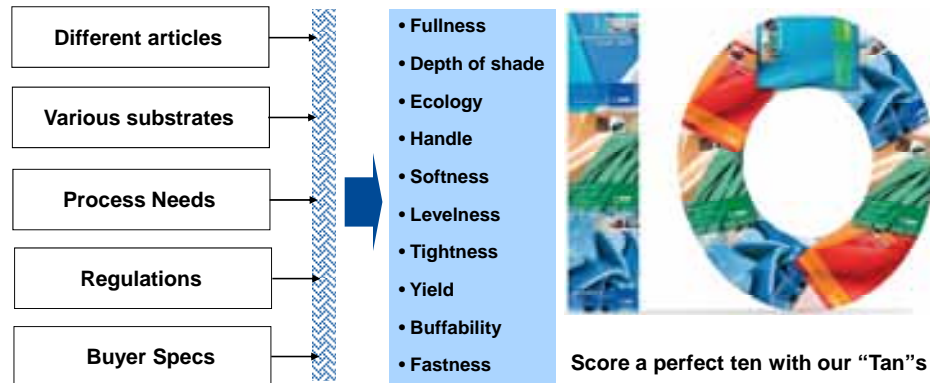 Different articles
Various substrates
Process Needs
Regulations
Buyer Specs
• Fullness
• Depth of shade
• Ecology
• Handle
• Softness
• Levelness
• Tightness
• Yield
• Buffability
• Fastness
Score a perfect ten with our “Tan”s